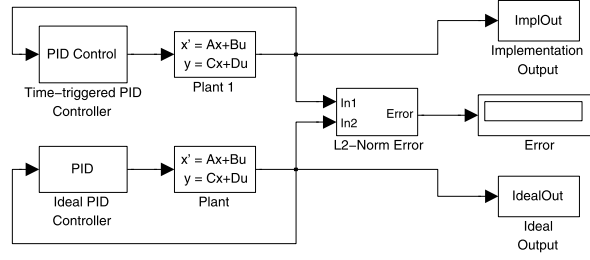 PID Control
Time-triggered PID
Controller
x' = Ax+Bu
y = Cx+Du
Plant 1
ImplOut
Implementation
Output
In1
In2
Error
L2-Norm Error
Error
PID
Ideal PID
Controller
x' = Ax+Bu
y = Cx+Du
Plant
IdealOut
Ideal
Output